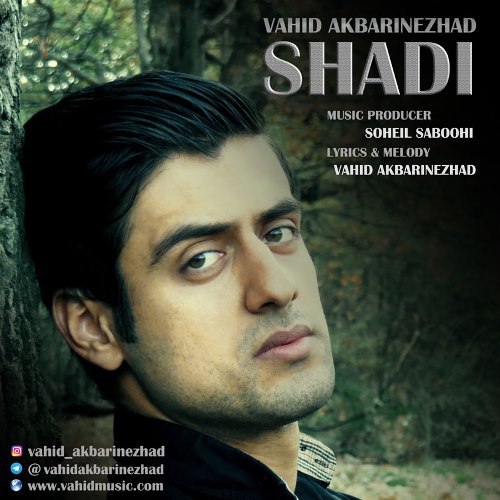 VAHID AKBARINEZHAD
SHADI
MUSIC PRODUCER
SOHEIL SABOOHI
LYRICS & MELODY
VAHID AKBARINEZHAD
vahid_akbarinezhad
@vahidakbarinezhad
www.vahidmusic.com